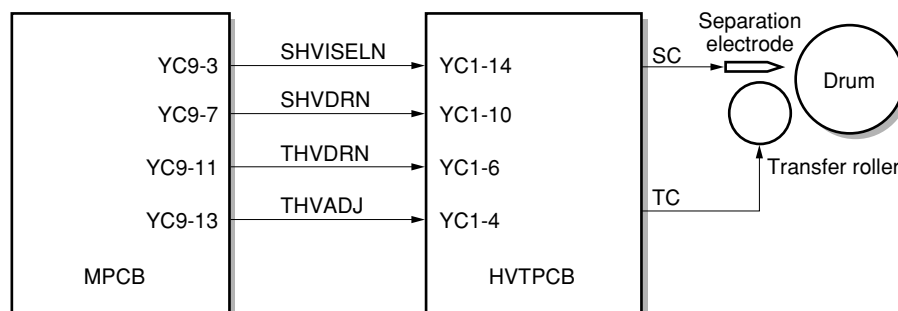 Separation
electrode
SHVISELN
SC
YC9-3
YC1-14
Drum
SHVDRN
YC9-7
YC1-10
THVDRN
YC9-11
YC1-6
Transfer roller
THVADJ
TC
YC9-13
YC1-4
MPCB
HVTPCB